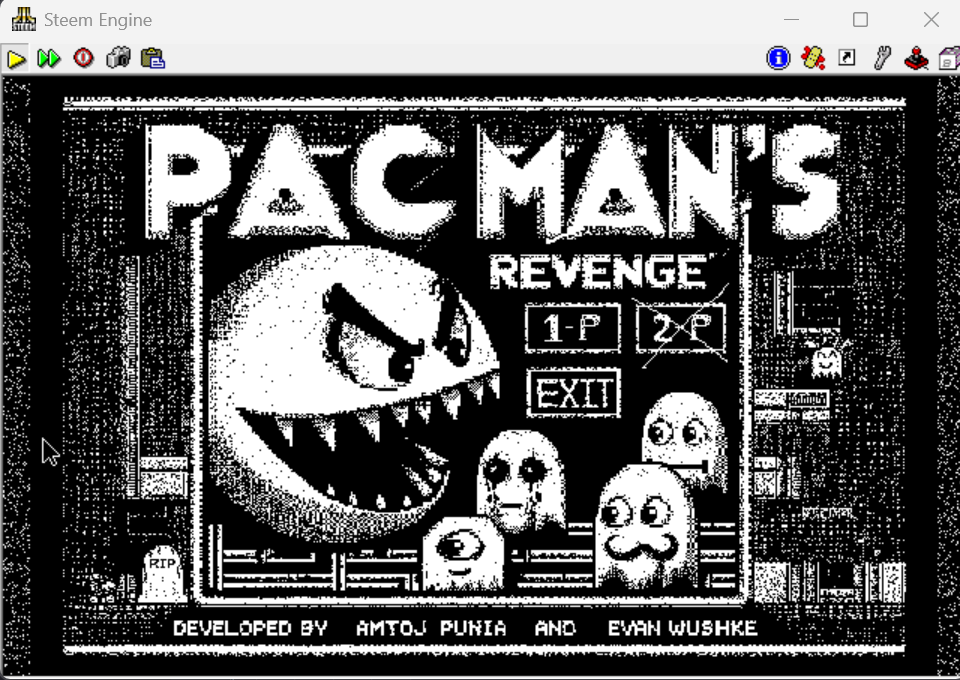 Steem Engine
PAC MAN'S
REVENGE
1-P 2-P
EXIT
RIP
DEVELOPED BY AMTOJ PUNIA AND EVAN WUSHKE